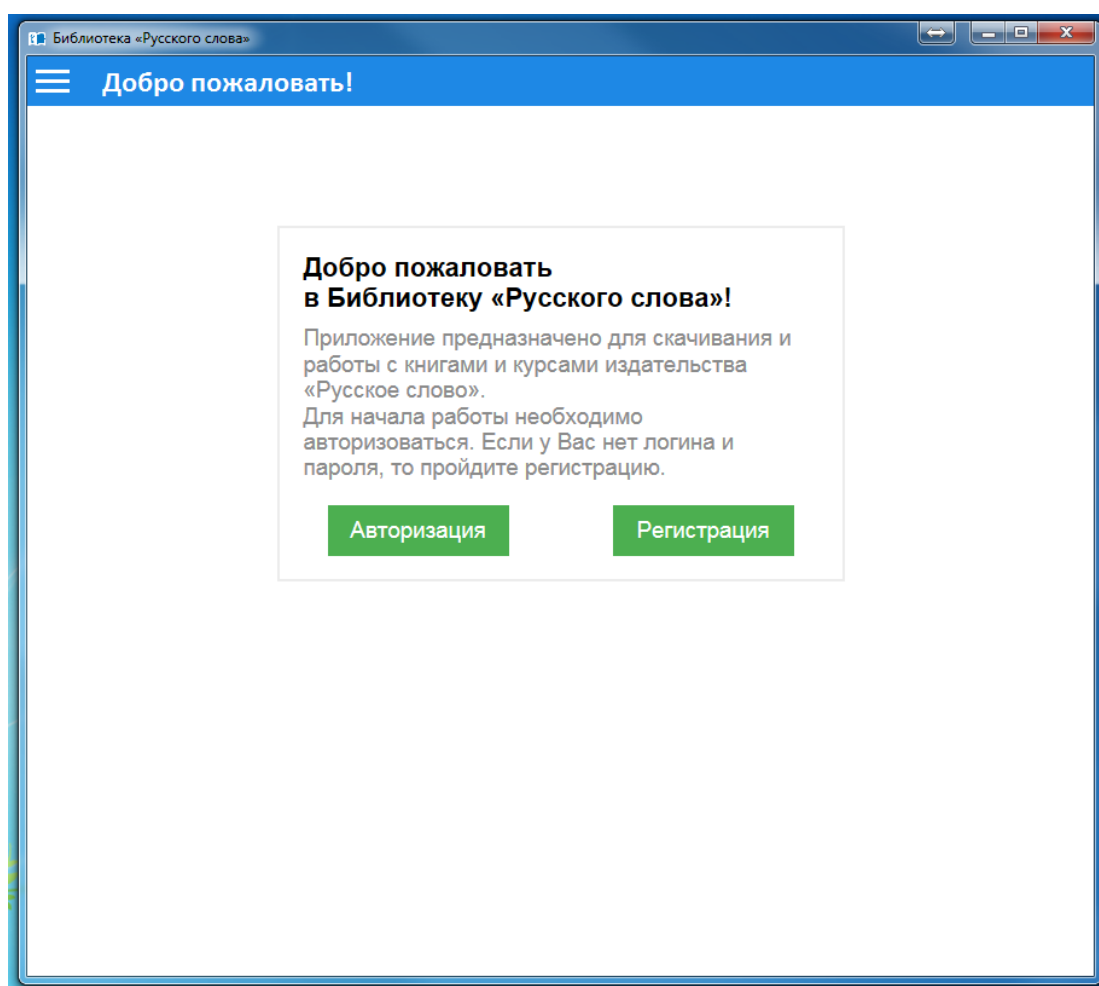 Библиотека «Русского слова»
Добро пожаловать!
Добро пожаловать
в Библиотеку «Русского слова»!
Приложение предназначено для скачивания и
работы с книгами и курсами издательства
«Русское слово».
Для начала работы необходимо
авторизоваться. Если у Вас нет логина и
пароля, то пройдите регистрацию.
Авторизация
Регистрация